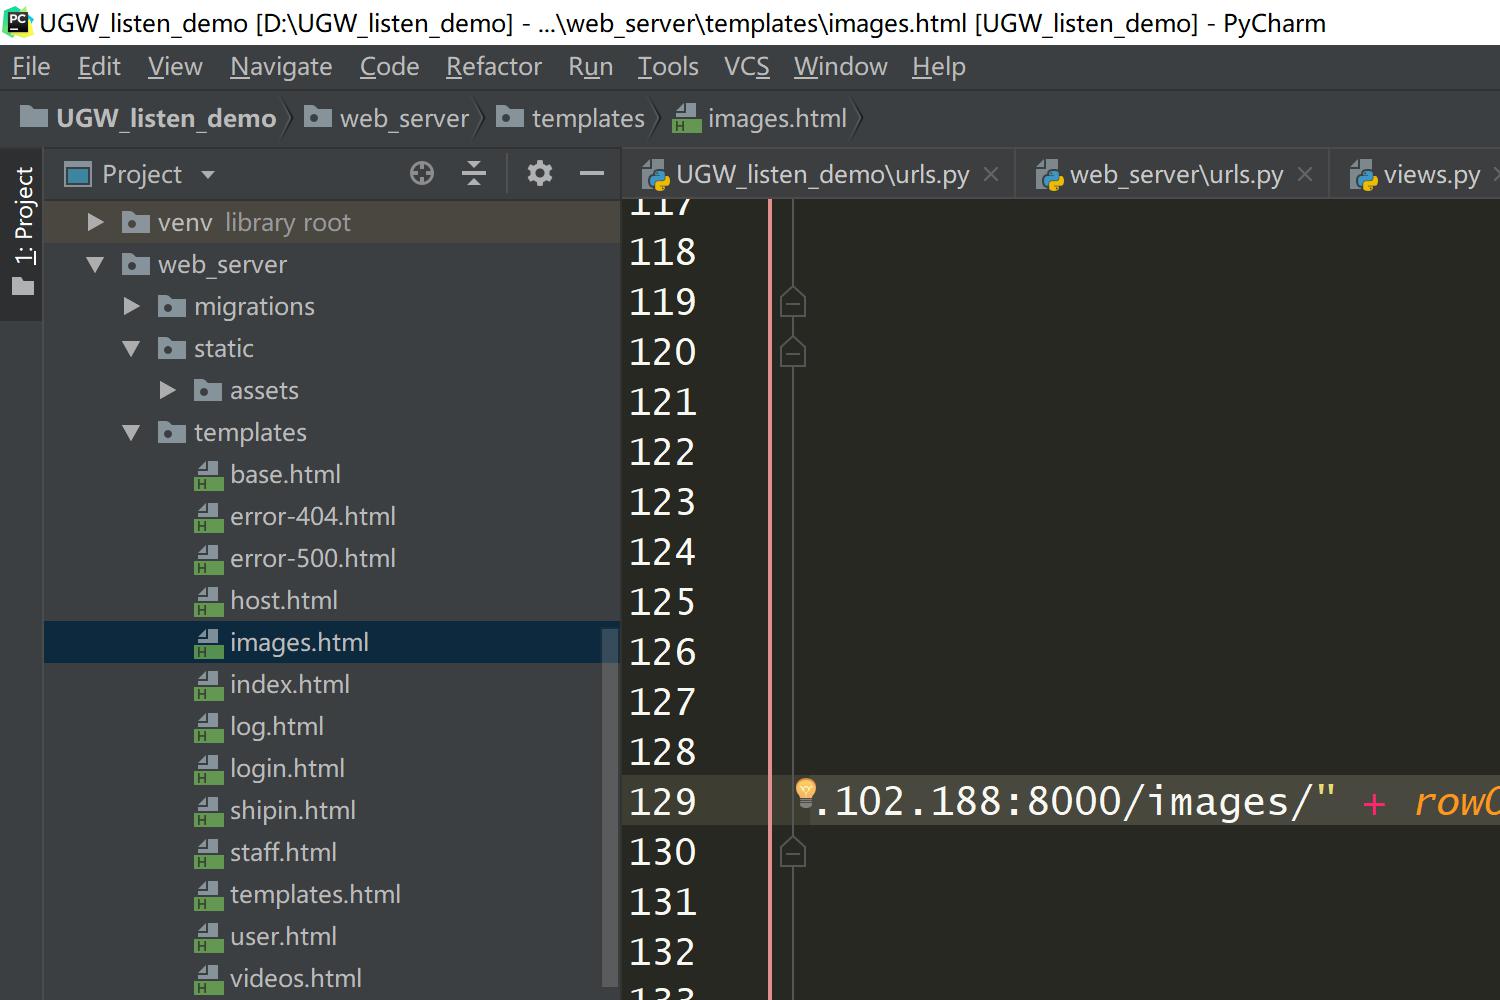 UGW_listen_demo [D:\UGW_listen_demo] - ...\web_server\templates\images.html [UGW_listen_demo] - PyCharm
File Edit View Navigate Code Refactor Run Tools VCS Window Help
UGW_listen_demo web_server templates images.html
1: Project
Project
UGW_listen_demo\urls.py web_server\urls.py views.py
venv library root
web_server
migrations
static
assets
templates
base.html
error-404.html
error-500.html
host.html
images.html
index.html
log.html
login.html
shipin.html
staff.html
templates.html
user.html
videos.html
117
118
119
120
121
122
123
124
125
126
127
128
129 .102.188:8000/images/" + rowC
130
131
132
133